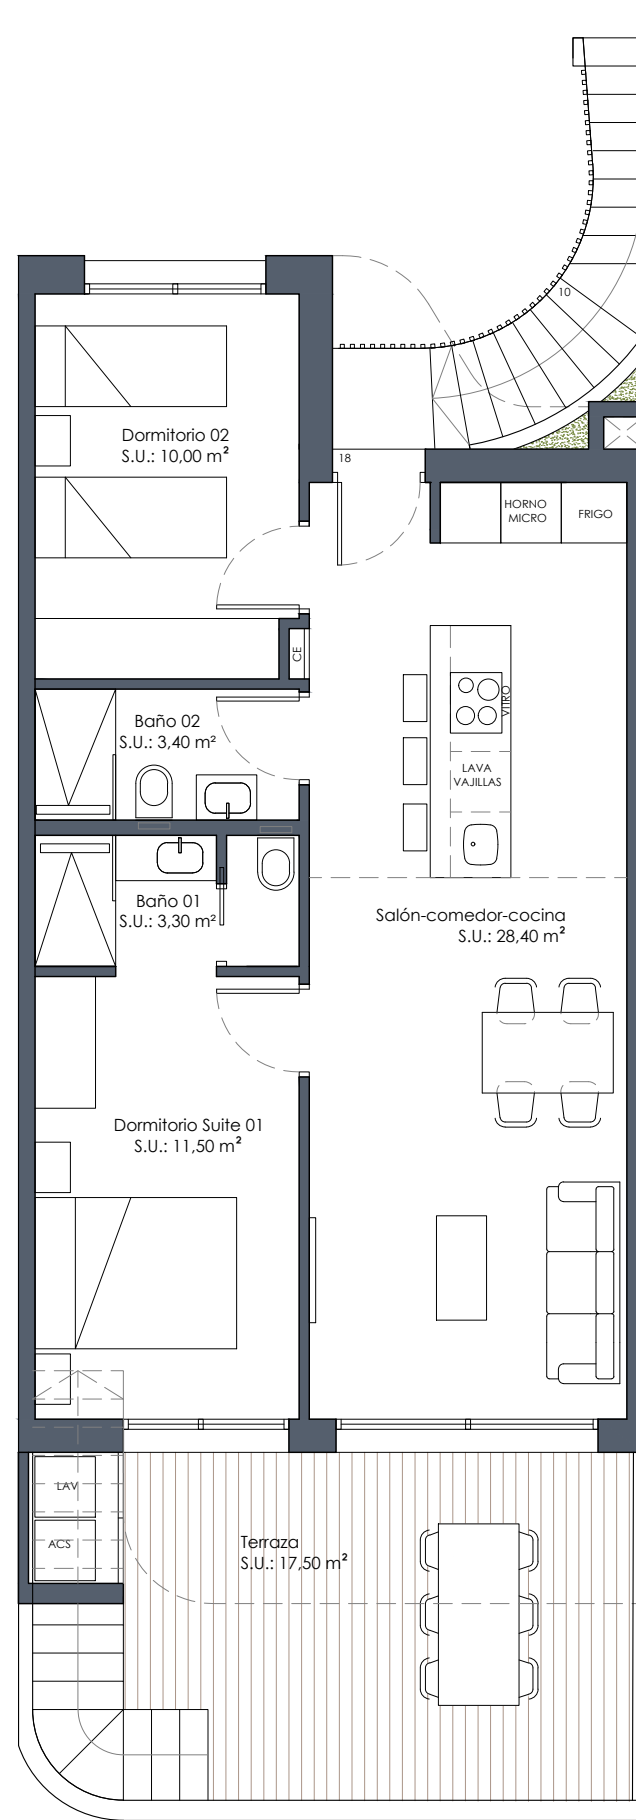 10
Dormitorio 02
S.U.: 10,00 m²
18
HORNO
MICRO
FRIGO
CE
VITRO
Baño 02
S.U.: 3,40 m²
LAVA
VAJILLAS
Baño 01
S.U.: 3,30 m²
Salón-comedor-cocina
S.U.: 28,40 m²
Dormitorio Suite 01
S.U.: 11,50 m²
LAV
ACS
Terraza
S.U.: 17,50 m²